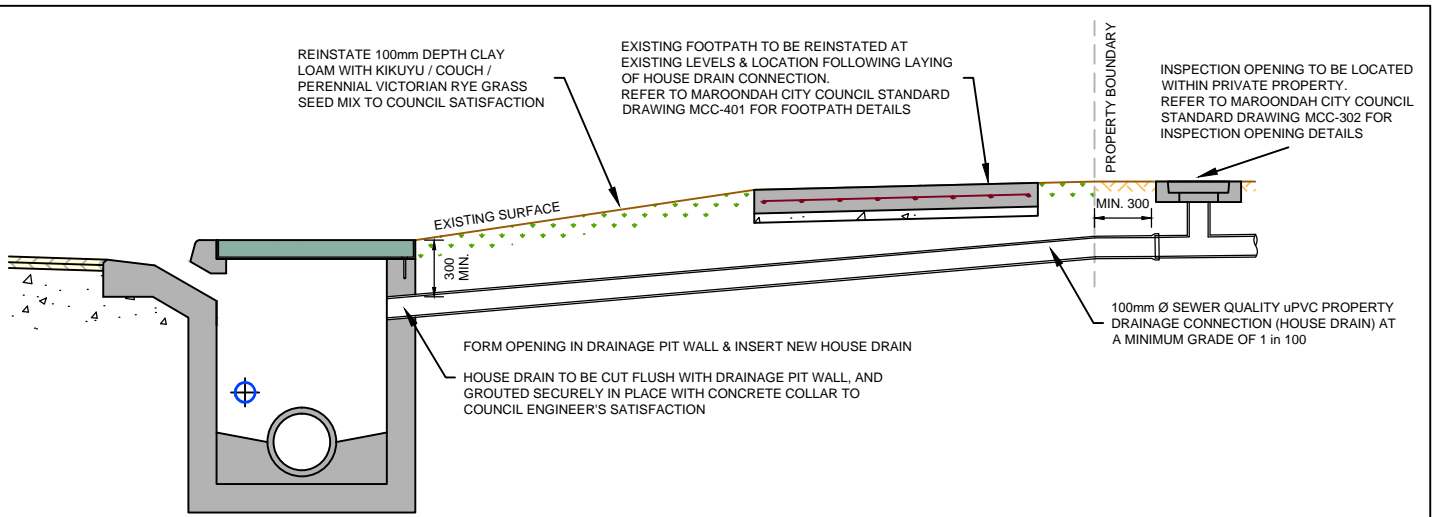 REINSTATE 100mm DEPTH CLAY
LOAM WITH KIKUYU / COUCH /
PERENNIAL VICTORIAN RYE GRASS
SEED MIX TO COUNCIL SATISFACTION
EXISTING FOOTPATH TO BE REINSTATED AT
EXISTING LEVELS & LOCATION FOLLOWING LAYING
OF HOUSE DRAIN CONNECTION.
REFER TO MAROONDAH CITY COUNCIL STANDARD
DRAWING MCC-401 FOR FOOTPATH DETAILS
PROPERTY BOUNDARY
INSPECTION OPENING TO BE LOCATED
WITHIN PRIVATE PROPERTY.
REFER TO MAROONDAH CITY COUNCIL
STANDARD DRAWING MCC-302 FOR
INSPECTION OPENING DETAILS
EXISTING SURFACE
MIN. 300
300
MIN.
100mm Ø SEWER QUALITY uPVC PROPERTY
DRAINAGE CONNECTION (HOUSE DRAIN) AT
A MINIMUM GRADE OF 1 in 100
FORM OPENING IN DRAINAGE PIT WALL & INSERT NEW HOUSE DRAIN
HOUSE DRAIN TO BE CUT FLUSH WITH DRAINAGE PIT WALL, AND
GROUTED SECURELY IN PLACE WITH CONCRETE COLLAR TO
COUNCIL ENGINEER'S SATISFACTION